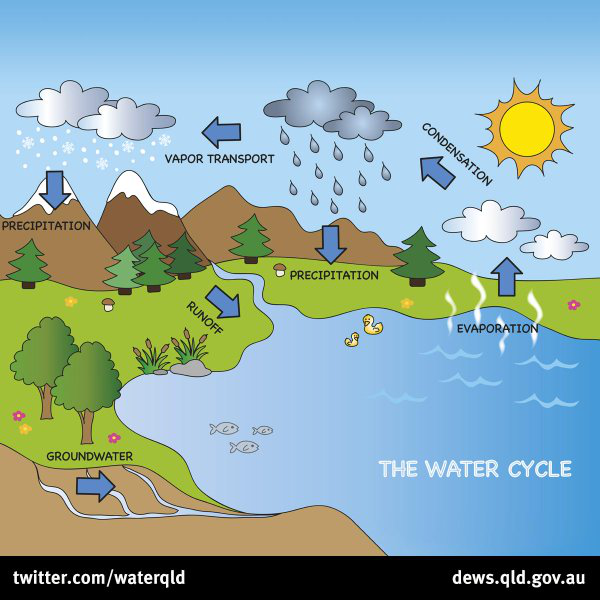 CONDENSATION
VAPOR TRANSPORT
PRECIPITATION
PRECIPITATION
RUNOFF
EVAPORATION
GROUNDWATER
THE WATER CYCLE
twitter.com/waterqld
dews.qld.gov.au